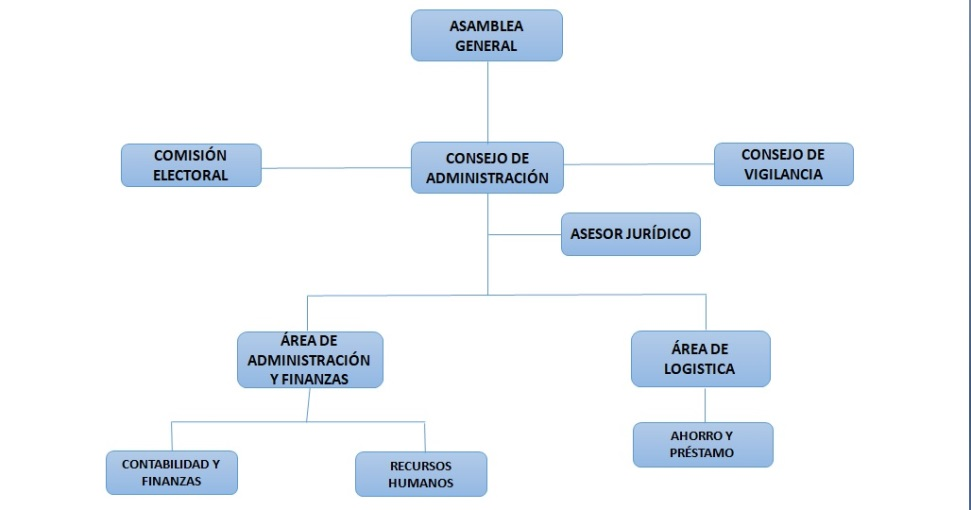 ASAMBLEA
GENERAL
COMISIÓN
ELECTORAL
CONSEJO DE
ADMINISTRACIÓN
CONSEJO DE
VIGILANCIA
ASESOR JURÍDICO
ÁREA DE
ADMINISTRACIÓN
Y FINANZAS
ÁREA DE
LOGISTICA
CONTABILIDAD Y
FINANZAS
RECURSOS
HUMANOS
AHORRO Y
PRÉSTAMO